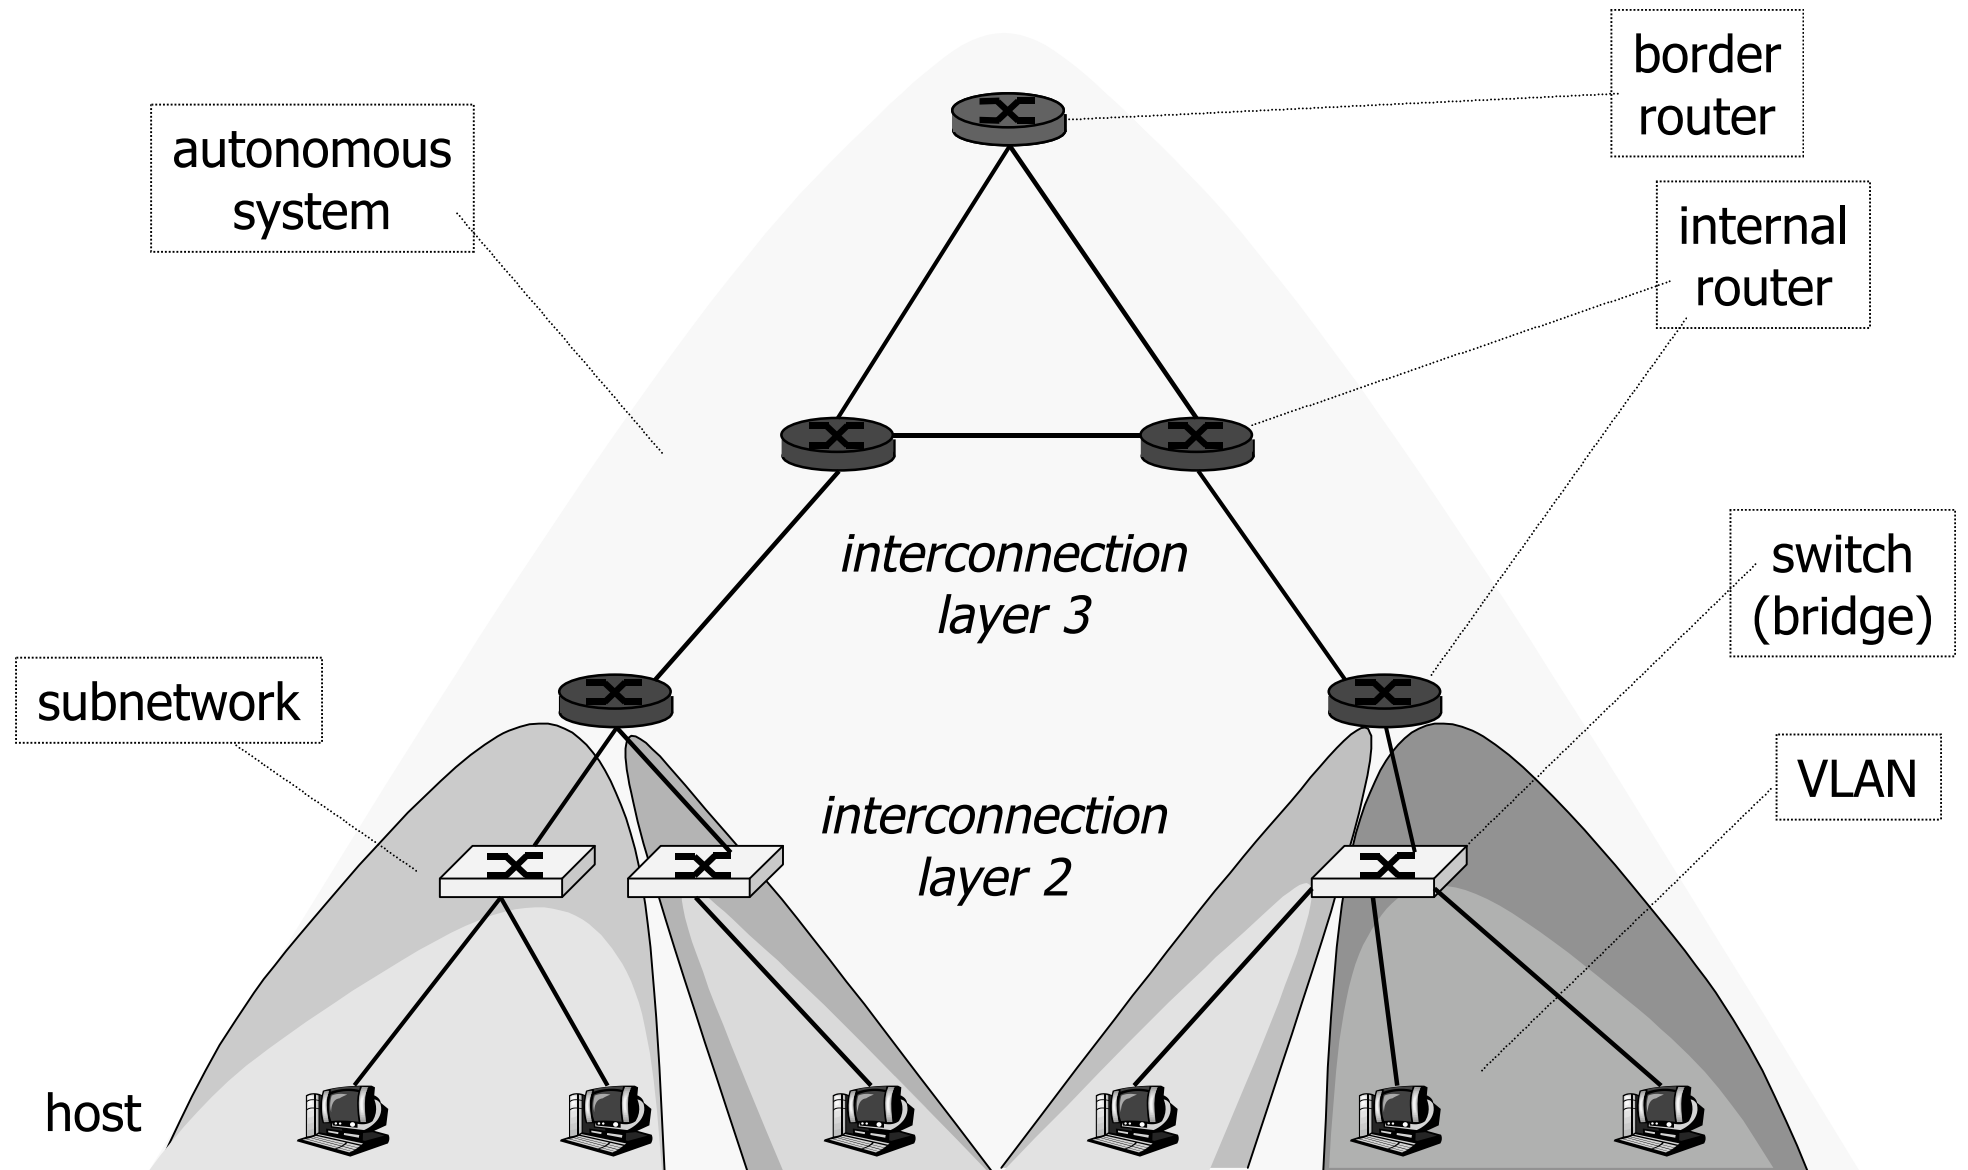 border
router
autonomous
system
internal
router
interconnection
layer 3
switch
(bridge)
subnetwork
VLAN
interconnection
layer 2
host